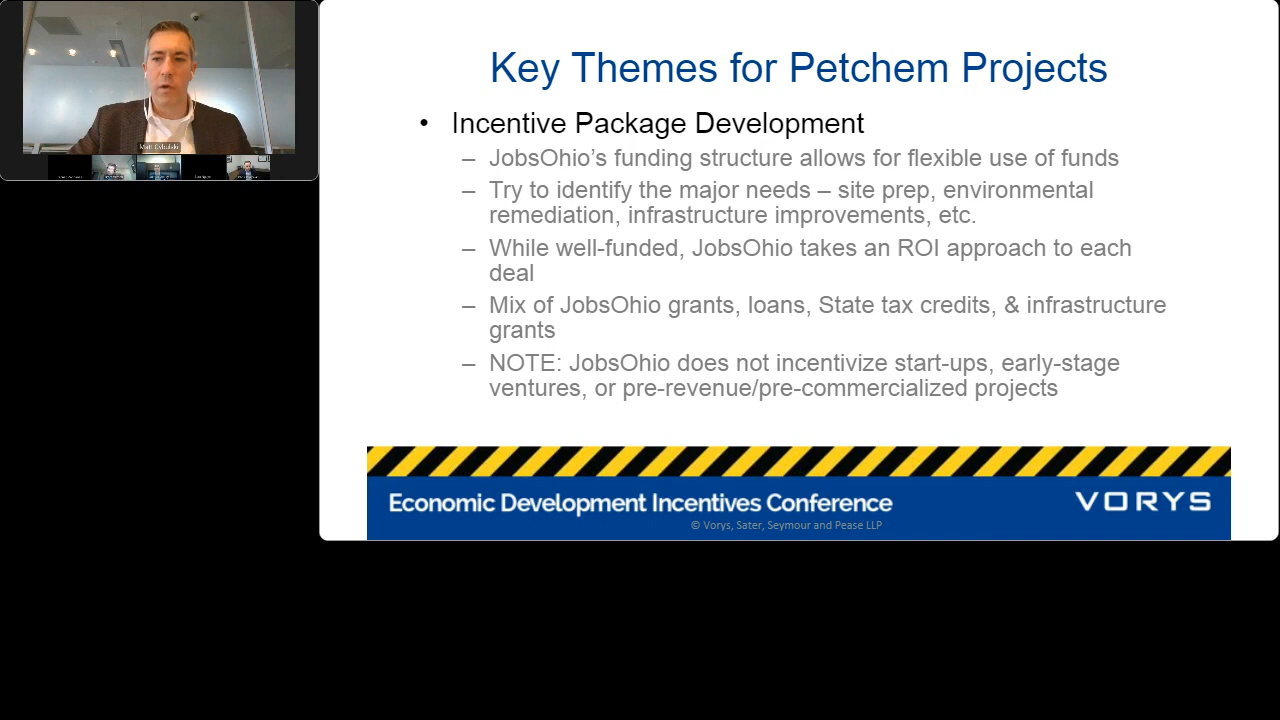 Key Themes for Petchem Projects
• Incentive Package Development
– JobsOhio’s funding structure allows for flexible use of funds
– Try to identify the major needs – site prep, environmental
remediation, infrastructure improvements, etc.
– While well-funded, JobsOhio takes an ROI approach to each
deal
– Mix of JobsOhio grants, loans, State tax credits, & infrastructure
grants
– NOTE: JobsOhio does not incentivize start-ups, early-stage
ventures, or pre-revenue/pre-commercialized projects
Economic Development Incentives Conference
VORYS
© Vorys, Sater, Seymour and Pease LLP
Matt Cybulski